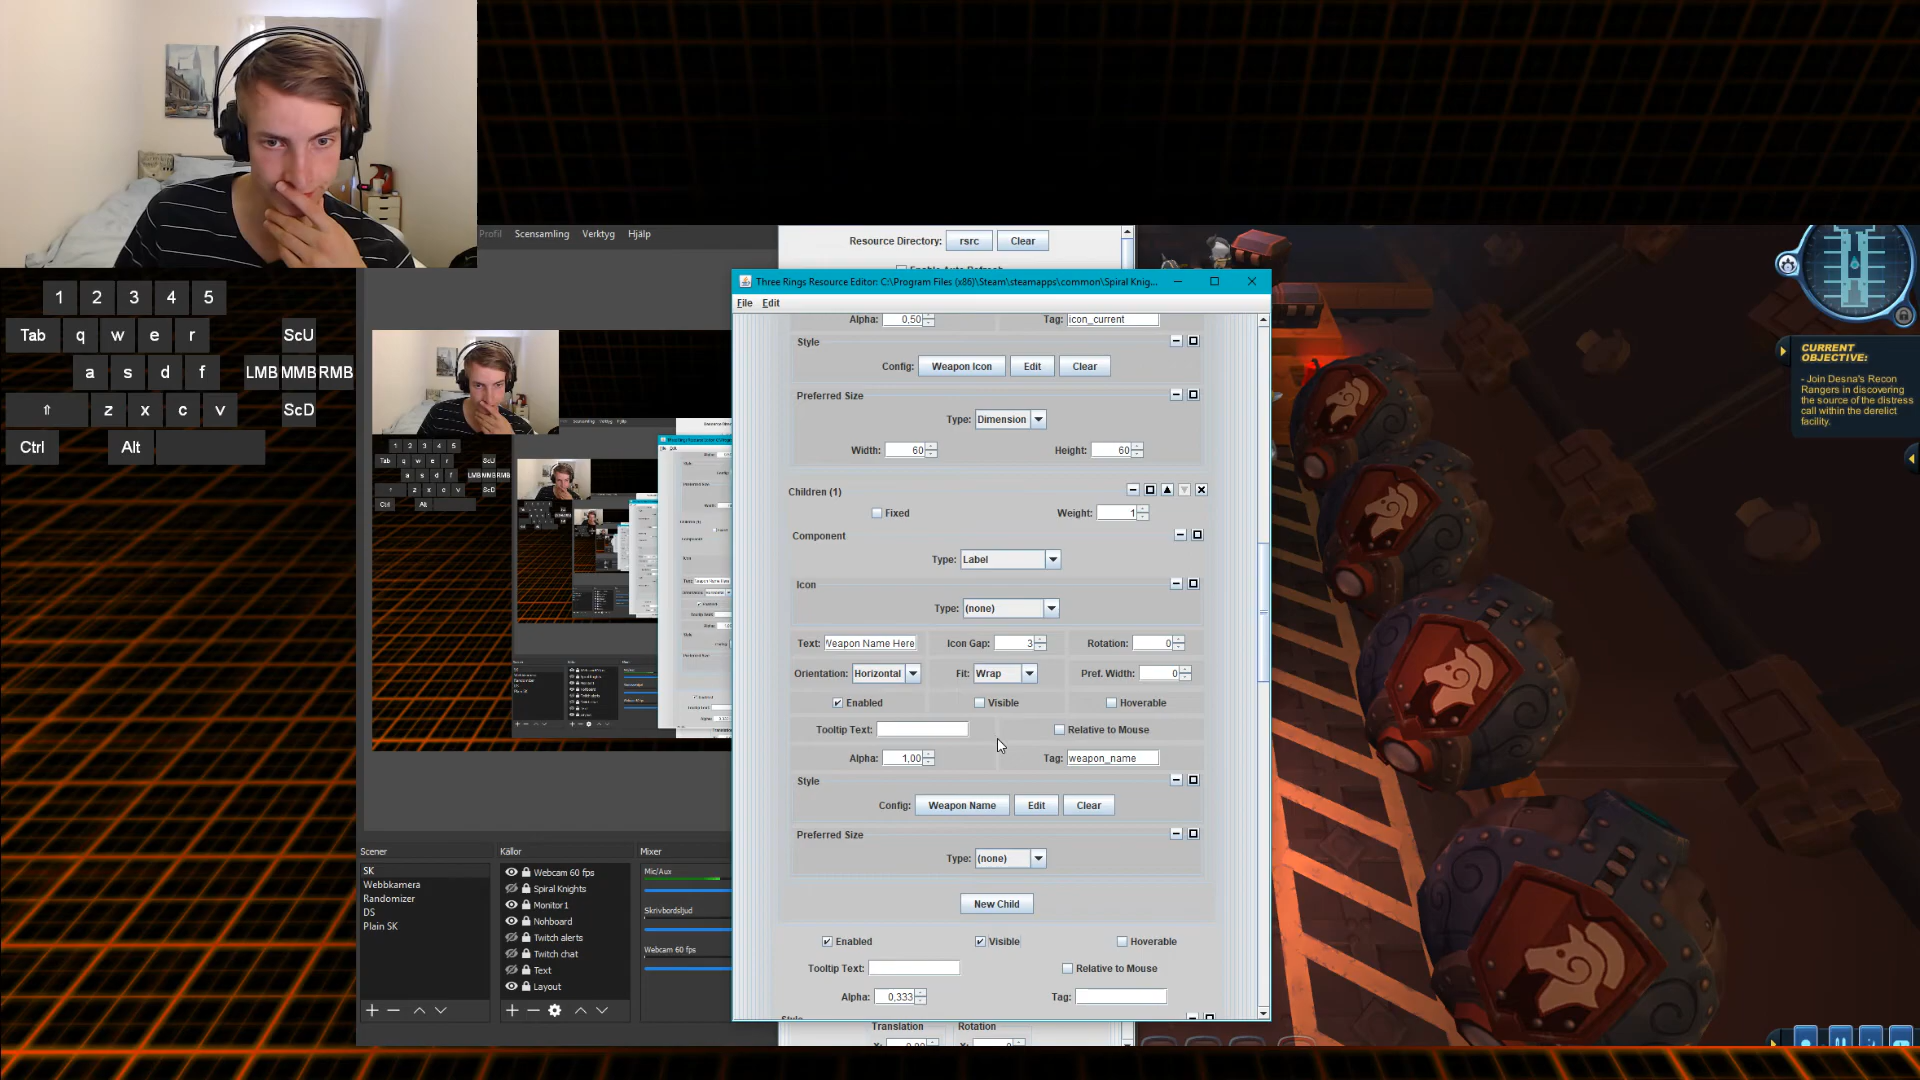 Profil Scensamling Verktyg Hjälp
Resource Directory: rsrc Clear
Three Rings Resource Editor: C:\Program Files (x86)\Steam\steamapps\common\Spiral Knig...
File Edit
Alpha: 0,50 Tag: icon_current
Style
Config: Weapon Icon Edit Clear
Preferred Size
Type: Dimension
Width: 60 Height: 60
Children (1)
Fixed Weight: 1
Component
Type: Label
Icon
Type: (none)
Text: Weapon Name Here Icon Gap: 3 Rotation: 0
Orientation: Horizontal Fit: Wrap Pref. Width: 0
Enabled Visible Hoverable
Tooltip Text: Relative to Mouse
Alpha: 1,00 Tag: weapon_name
Style
Config: Weapon Name Edit Clear
Preferred Size
Type: (none)
New Child
Enabled Visible Hoverable
Tooltip Text: Relative to Mouse
Alpha: 0,333 Tag:
Translation Rotation
1 2 3 4 5
Tab q w e r ScU
a s d f LMB MMB RMB
⇧ z x c v ScD
Ctrl Alt
Scener
SK
Webbkamera
Randomizer
DS
Plain SK
Källor
Webcam 60 fps
Spiral Knights
Monitor1
Nohboard
Twitch alerts
Twitch chat
Text
Layout
Mixer
Mic/Aux
Skrivbordsljud
Webcam 60 fps
CURRENT
OBJECTIVE:
- Join Desna's Recon
Rangers in discovering
the source of the distress
call within the derelict
facility.